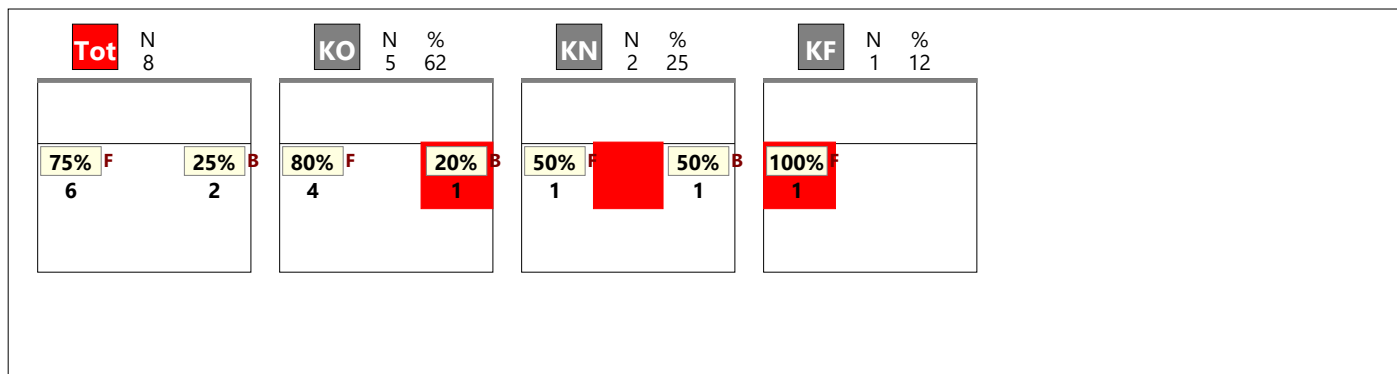 Tot N
8
KO N %
5 62
KN N %
2 25
KF N %
1 12
75% F 25% B
6 2
80% F 20% B
4 1
50% F 50% B
1 1
100% F
1